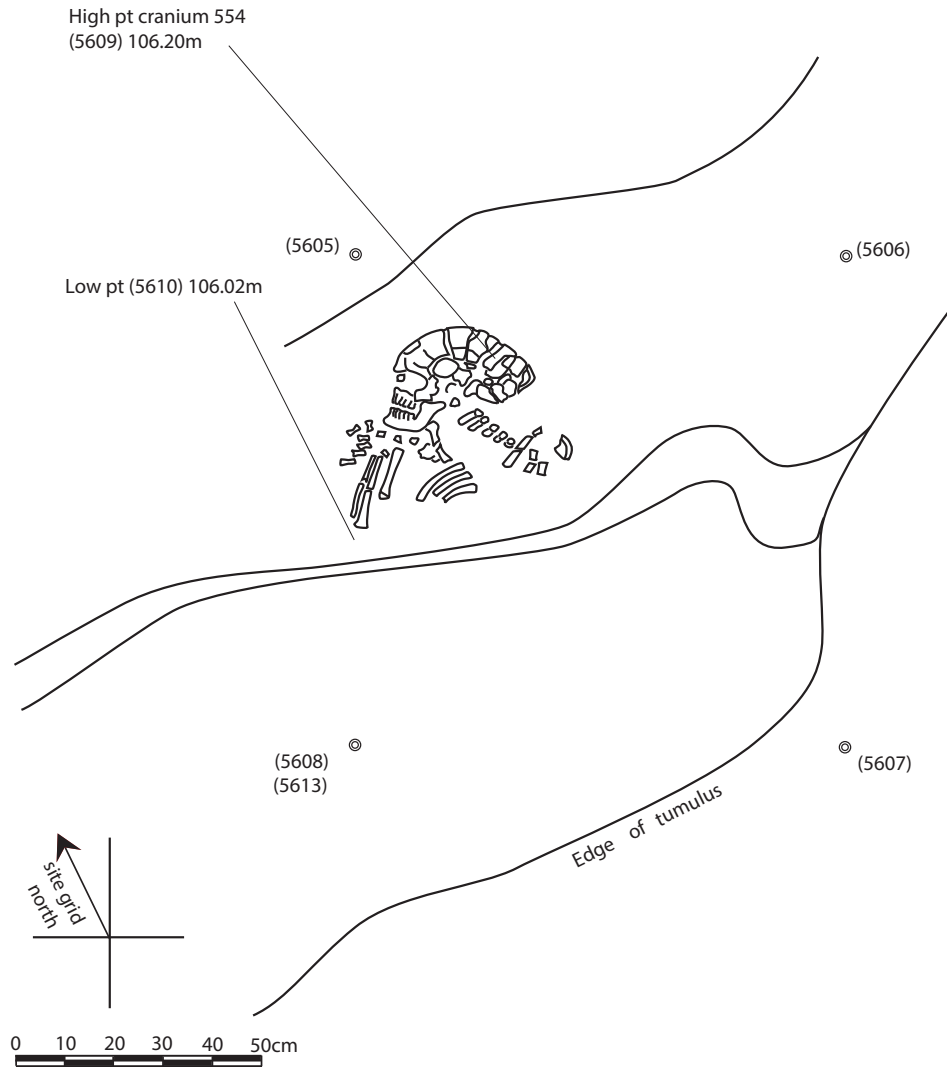 High pt cranium 554
(5609) 106.20m
(5605)
(5606)
Low pt (5610) 106.02m
(5608)
(5613)
(5607)
Edge of tumulus
site grid
north
0 10 20 30 40 50cm